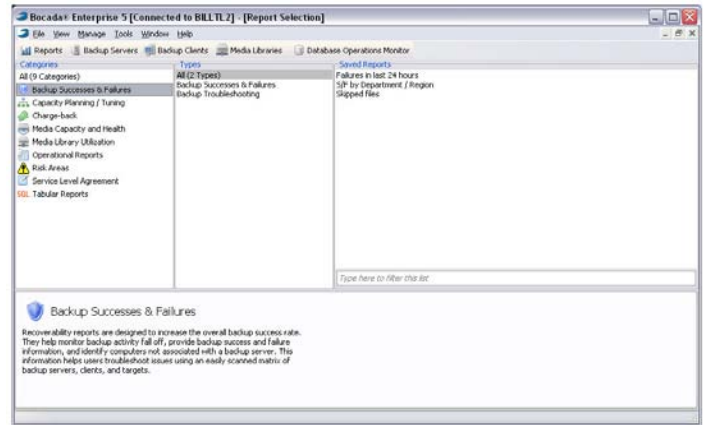 Bocada® Enterprise 5 [Connected to BILLTL2] - [Report Selection]
File View Manage Tools Window Help
Reports Backup Servers Backup Clients Media Libraries Database Operations Monitor
Categories
All (9 Categories)
Backup Successes & Failures
Capacity Planning / Tuning
Charge-back
Media Capacity and Health
Media Library Utilization
Operational Reports
Risk Areas
Service Level Agreement
SQL Tabular Reports
Types
All (2 Types)
Backup Successes & Failures
Backup Troubleshooting
Saved Reports
Failures in last 24 hours
S/F by Department / Region
Skipped files
Type here to filter this list
Backup Successes & Failures
Recoverability reports are designed to increase the overall backup success rate.
They help monitor backup activity fall off, provide backup success and failure
information, and identify computers not associated with a backup server. This
information helps users troubleshoot issues using an easily scanned matrix of
backup servers, clients, and targets.